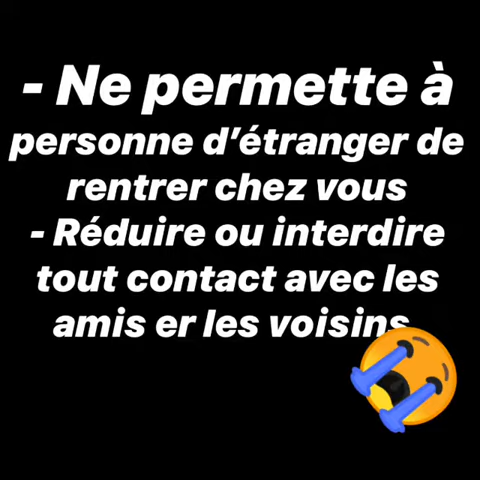 - Ne permette à
personne d’étranger de
rentrer chez vous
- Réduire ou interdire
tout contact avec les
amis er les voisins